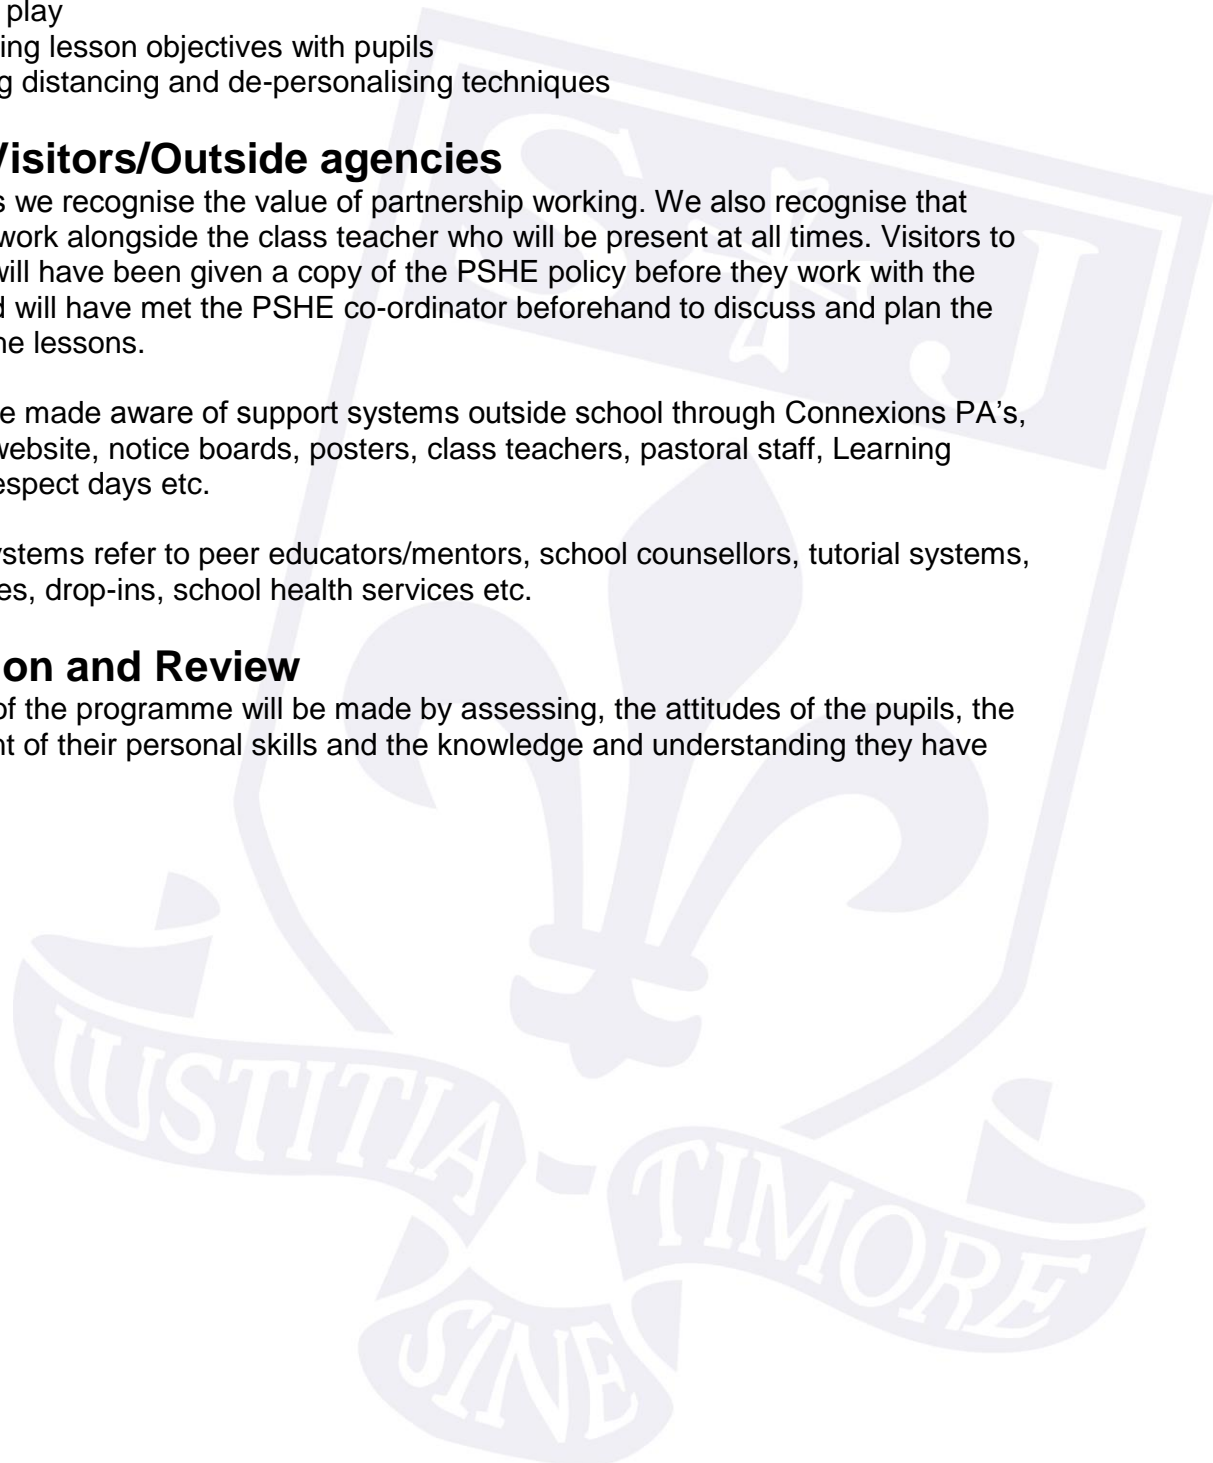 play
ing lesson objectives with pupils
g distancing and de-personalising techniques
Visitors/Outside agencies
s we recognise the value of partnership working. We also recognise that
work alongside the class teacher who will be present at all times. Visitors to
will have been given a copy of the PSHE policy before they work with the
d will have met the PSHE co-ordinator beforehand to discuss and plan the
he lessons.
e made aware of support systems outside school through Connexions PA's,
website, notice boards, posters, class teachers, pastoral staff, Learning
espect days etc.
ystems refer to peer educators/mentors, school counsellors, tutorial systems,
es, drop-ins, school health services etc.
on and Review
of the programme will be made by assessing, the attitudes of the pupils, the
nt of their personal skills and the knowledge and understanding they have
S J
IUSTITIA
SINE
TIMORE